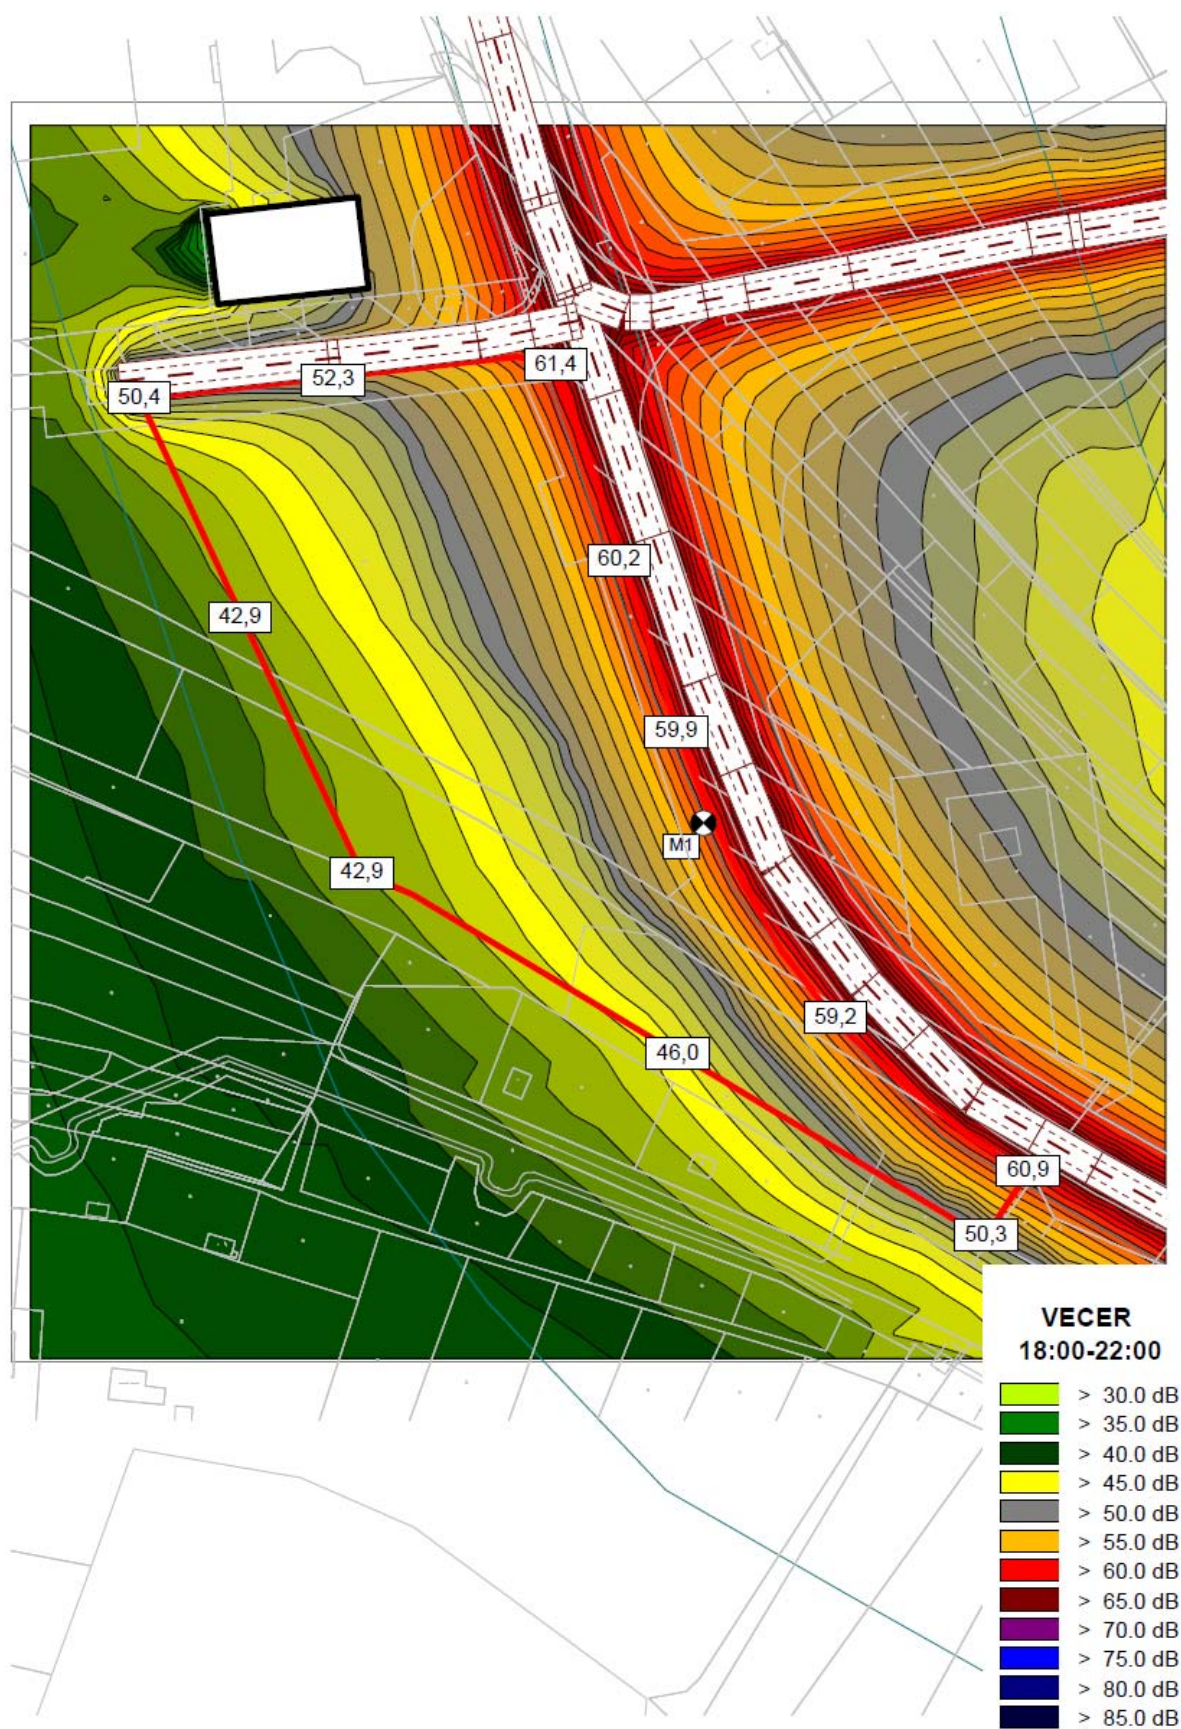 61,4
52,3
50,4
60,2
42,9
59,9
M1
42,9
59,2
46,0
60,9
50,3
VECER
18:00-22:00
> 30.0 dB
> 35.0 dB
> 40.0 dB
> 45.0 dB
> 50.0 dB
> 55.0 dB
> 60.0 dB
> 65.0 dB
> 70.0 dB
> 75.0 dB
> 80.0 dB
> 85.0 dB